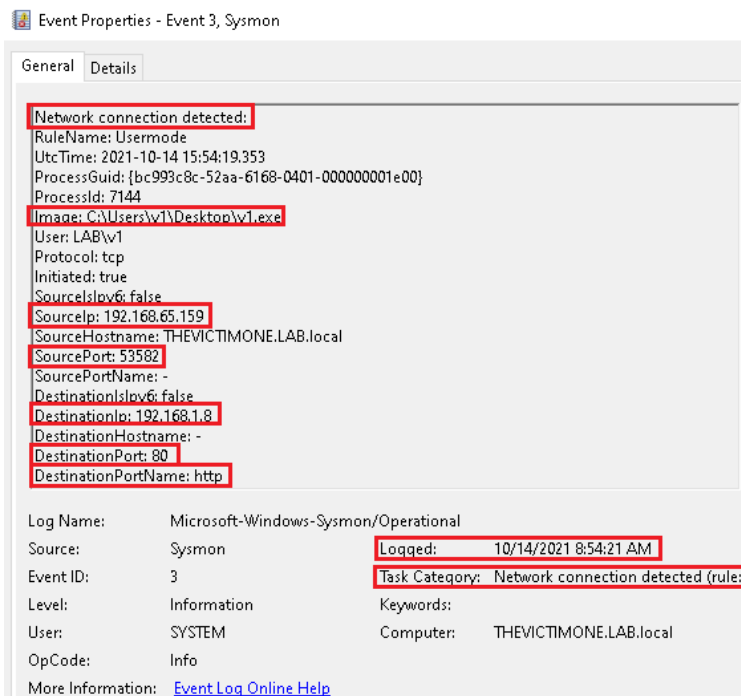 Event Properties - Event 3, Sysmon
General Details
Network connection detected:
RuleName: Usermode
UtcTime: 2021-10-14 15:54:19.353
ProcessGuid: {bc993c8c-52aa-6168-0401-000000001e00}
ProcessId: 7144
Image: C:\Users\v1\Desktop\v1.exe
User: LAB\v1
Protocol: tcp
Initiated: true
SourceIsIpv6: false
SourceIp: 192.168.65.159
SourceHostname: THEVICTIMONE.LAB.local
SourcePort: 53582
SourcePortName: -
DestinationIsIpv6: false
DestinationIp: 192.168.1.8
DestinationHostname: -
DestinationPort: 80
DestinationPortName: http
Log Name: Microsoft-Windows-Sysmon/Operational
Source: Sysmon Logged: 10/14/2021 8:54:21 AM
Event ID: 3 Task Category: Network connection detected (rule:
Level: Information Keywords:
User: SYSTEM Computer: THEVICTIMONE.LAB.local
OpCode: Info
More Information: Event Log Online Help